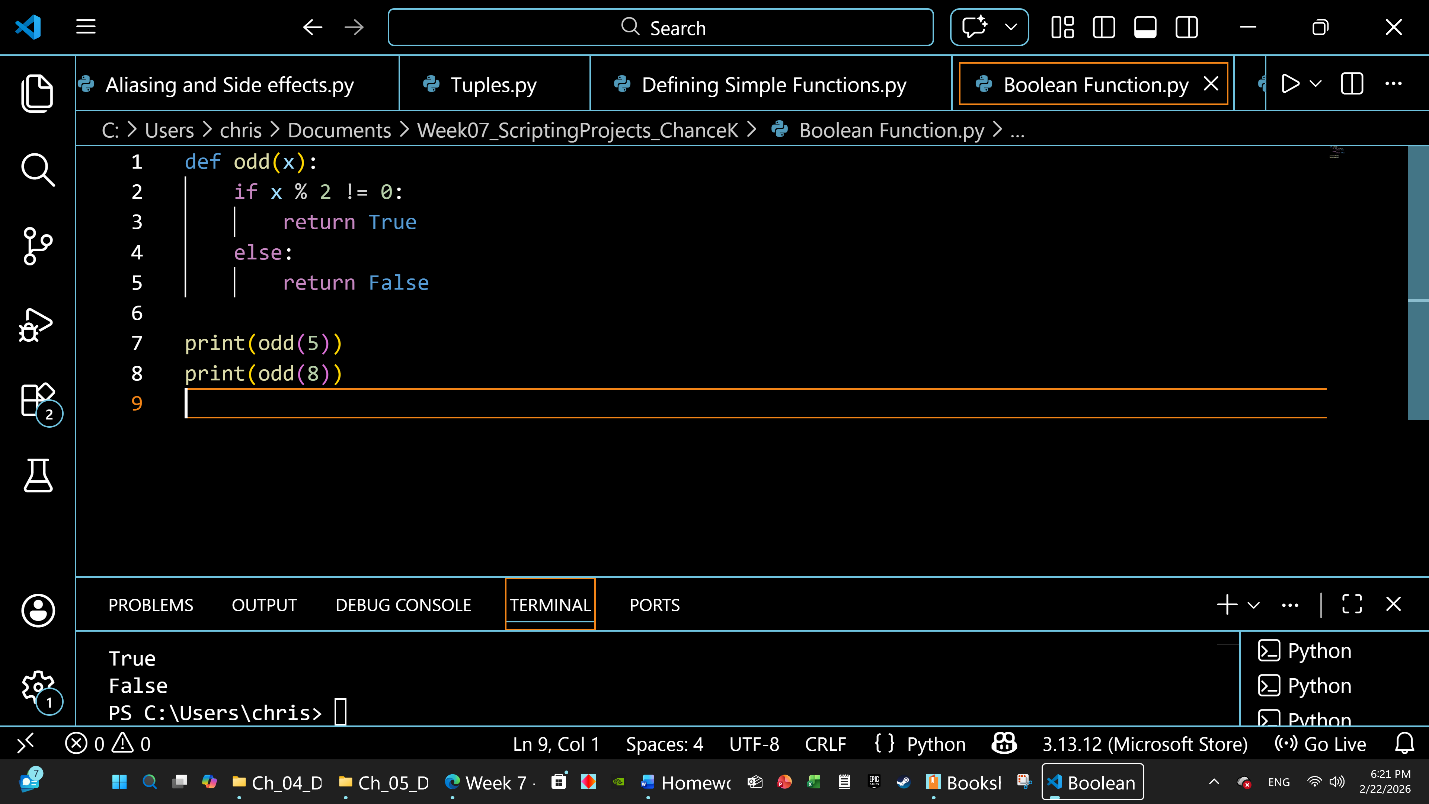 Search
Aliasing and Side effects.py
Tuples.py
Defining Simple Functions.py
Boolean Function.py
C: > Users > chris > Documents > Week07_ScriptingProjects_ChanceK > Boolean Function.py > ...
1 def odd(x):
2     if x % 2 != 0:
3         return True
4     else:
5         return False
6
7 print(odd(5))
8 print(odd(8))
9
2
1
PROBLEMS OUTPUT DEBUG CONSOLE TERMINAL PORTS
True
False
PS C:\Users\chris>
Python
Python
Python
0 0 Ln 9, Col 1 Spaces: 4 UTF-8 CRLF { } Python 3.13.12 (Microsoft Store) Go Live
7 Ch_04_D Ch_05_D Week 7 - Homewo Booksl Boolean ENG 6:21 PM
2/22/2026